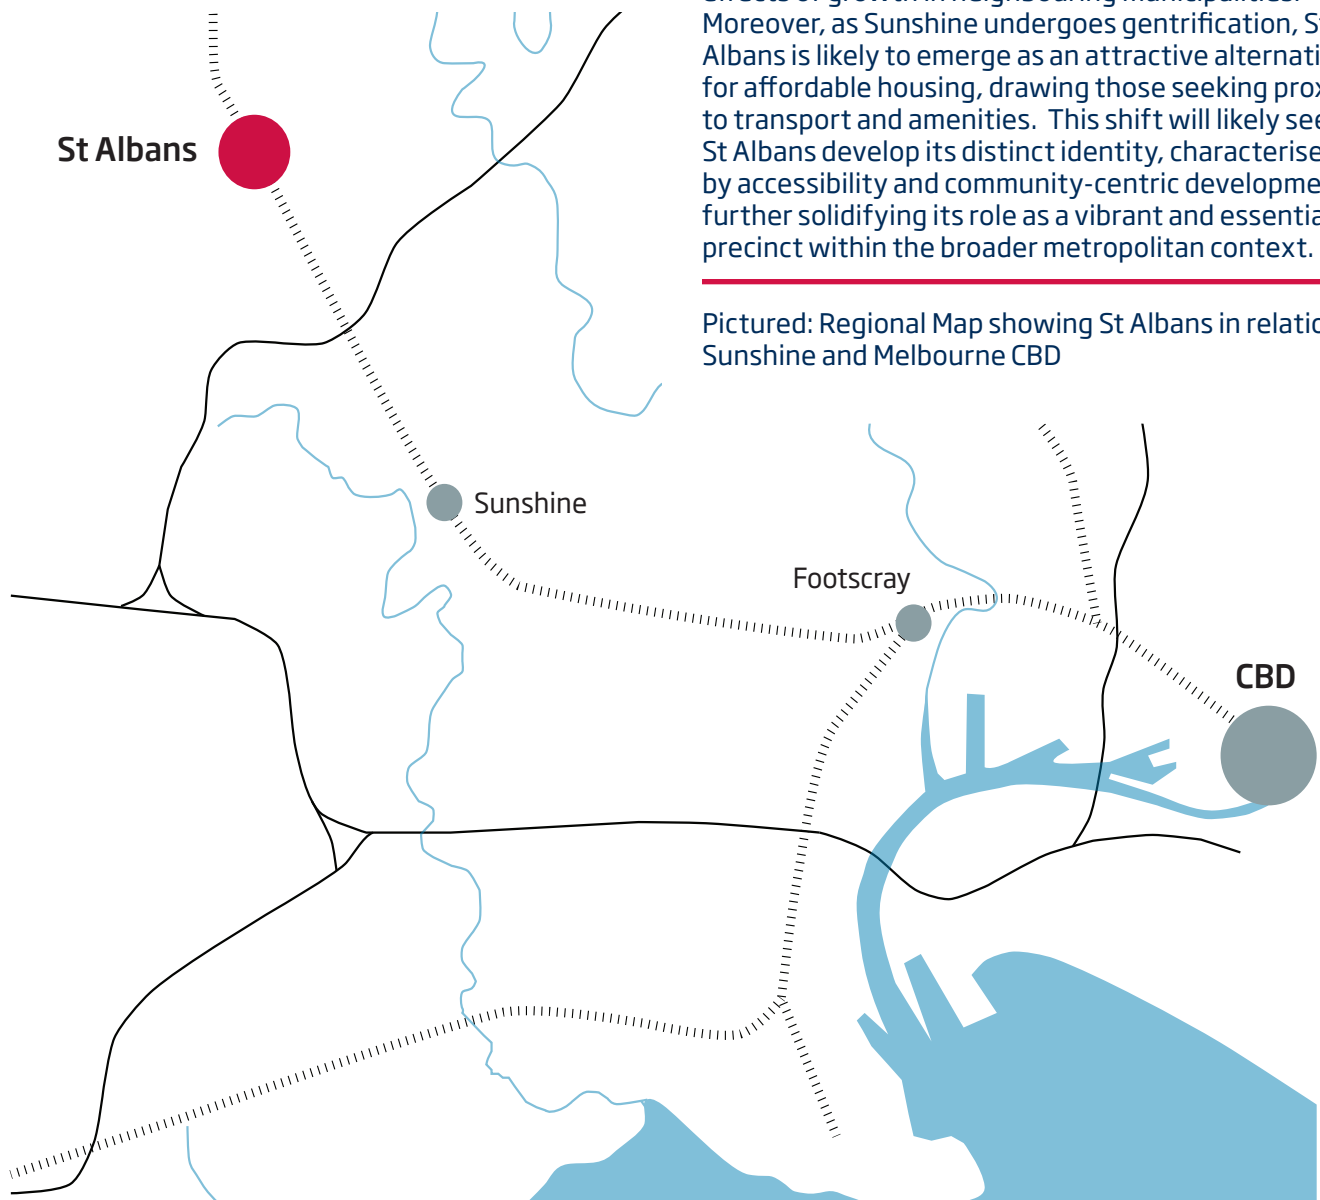 Moreover, as Sunshine undergoes gentrification, St
Albans is likely to emerge as an attractive alternati
for affordable housing, drawing those seeking prox
to transport and amenities. This shift will likely see
St Albans develop its distinct identity, characterise
by accessibility and community-centric developme
further solidifying its role as a vibrant and essentia
precinct within the broader metropolitan context.
Pictured: Regional Map showing St Albans in relatio
Sunshine and Melbourne CBD
St Albans
Sunshine
Footscray
CBD